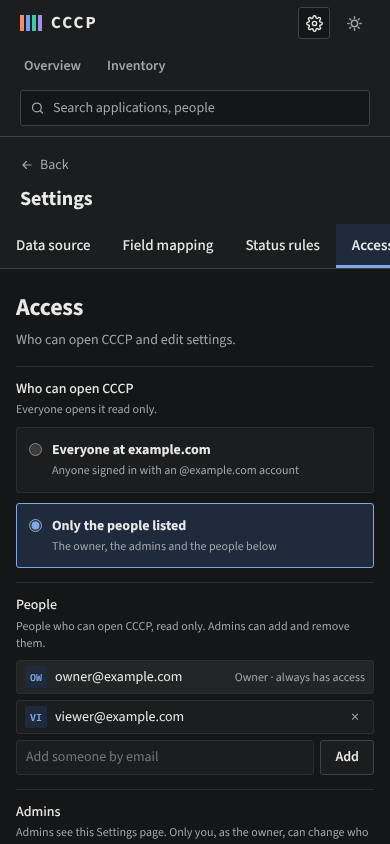 CCCP
Overview Inventory
Search applications, people
← Back
Settings
Data source Field mapping Status rules Access
Access
Who can open CCCP and edit settings.
Who can open CCCP
Everyone opens it read only.
Everyone at example.com
Anyone signed in with an @example.com account
Only the people listed
The owner, the admins and the people below
People
People who can open CCCP, read only. Admins can add and remove
them.
OW owner@example.com Owner · always has access
VI viewer@example.com ×
Add someone by email Add
Admins
Admins see this Settings page. Only you, as the owner, can change who